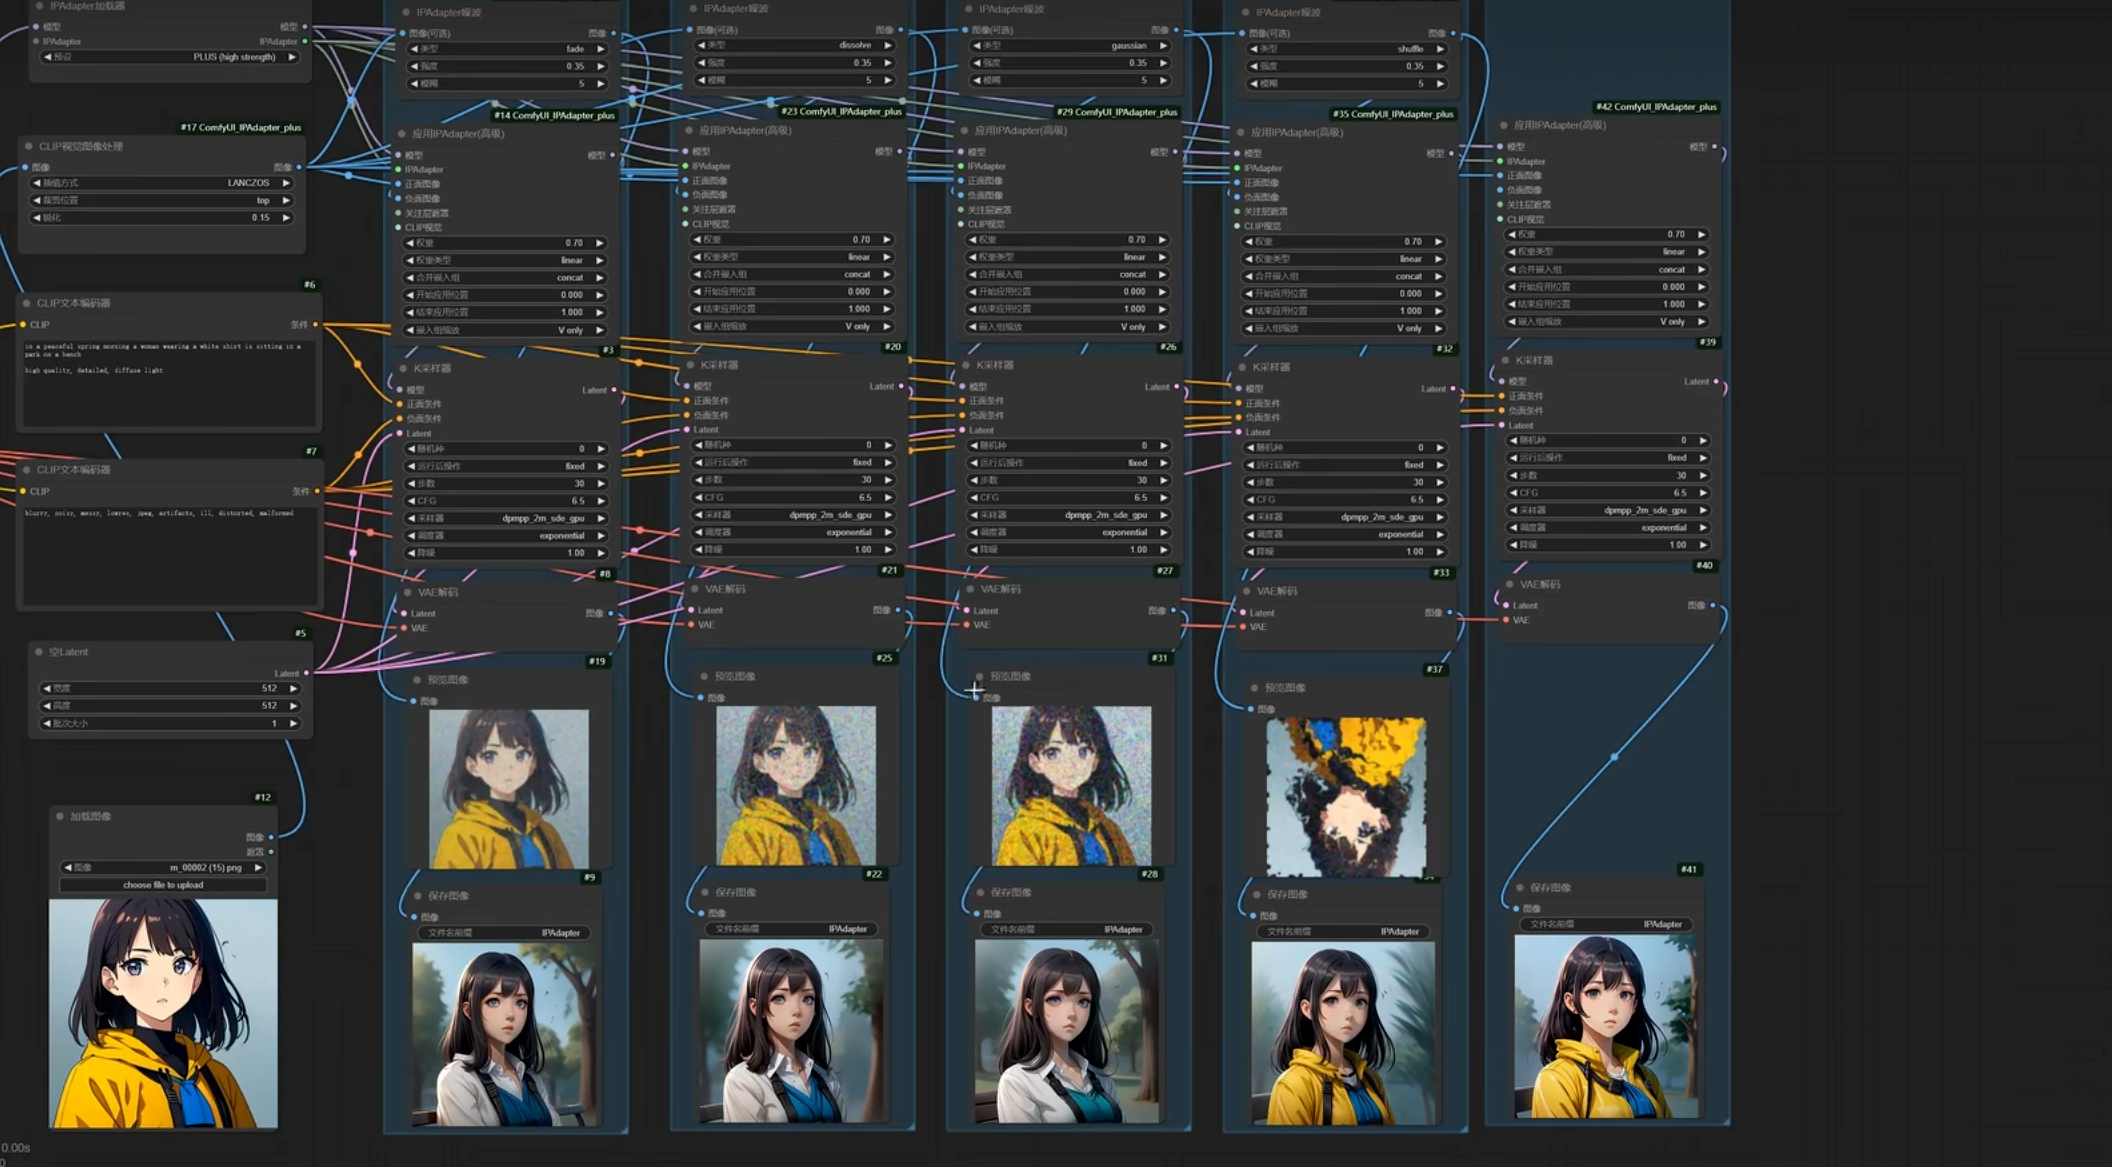 IPAdapter加载器
模型
模型
IPAdapter
IPAdapter
预设
PLUS (high strength)
#17 ComfyUI_IPAdapter_plus
CLIP视觉图像处理
图像
图像
插值方式
LANCZOS
裁剪位置
top
锐化
0.15
#6
CLIP文本编码器
CLIP
条件
in a peaceful spring morning a woman wearing a white shirt is sitting in a
park on a bench
high quality, detailed, diffuse light
#7
CLIP文本编码器
CLIP
条件
blurry, noisy, messy, lowres, jpeg, artifacts, ill, distorted, malformed
#5
空Latent
Latent
宽度
512
高度
512
批次大小
1
#12
加载图像
图像
遮罩
图像
m_00002 (15).png
choose file to upload
0.00s
0
IPAdapter噪波
图像(可选)
图像
类型
fade
强度
0.35
模糊
5
#14 ComfyUI_IPAdapter_plus
应用IPAdapter(高级)
模型
模型
IPAdapter
正面图像
负面图像
关注层遮罩
CLIP视觉
权重
0.70
权重类型
linear
合并嵌入组
concat
开始应用位置
0.000
结束应用位置
1.000
嵌入组缩放
V only
#3
K采样器
模型
Latent
正面条件
负面条件
Latent
随机种
0
运行后操作
fixed
步数
30
CFG
6.5
采样器
dpmpp_2m_sde_gpu
调度器
exponential
降噪
1.00
#8
VAE解码
Latent
图像
VAE
#19
预览图像
图像
#9
保存图像
图像
文件名前缀
IPAdapter
IPAdapter噪波
图像(可选)
图像
类型
dissolve
强度
0.35
模糊
5
#23 ComfyUI_IPAdapter_plus
应用IPAdapter(高级)
模型
模型
IPAdapter
正面图像
负面图像
关注层遮罩
CLIP视觉
权重
0.70
权重类型
linear
合并嵌入组
concat
开始应用位置
0.000
结束应用位置
1.000
嵌入组缩放
V only
#20
K采样器
模型
Latent
正面条件
负面条件
Latent
随机种
0
运行后操作
fixed
步数
30
CFG
6.5
采样器
dpmpp_2m_sde_gpu
调度器
exponential
降噪
1.00
#21
VAE解码
Latent
图像
VAE
#25
预览图像
图像
#22
保存图像
图像
文件名前缀
IPAdapter
IPAdapter噪波
图像(可选)
图像
类型
gaussian
强度
0.35
模糊
5
#29 ComfyUI_IPAdapter_plus
应用IPAdapter(高级)
模型
模型
IPAdapter
正面图像
负面图像
关注层遮罩
CLIP视觉
权重
0.70
权重类型
linear
合并嵌入组
concat
开始应用位置
0.000
结束应用位置
1.000
嵌入组缩放
V only
#26
K采样器
模型
Latent
正面条件
负面条件
Latent
随机种
0
运行后操作
fixed
步数
30
CFG
6.5
采样器
dpmpp_2m_sde_gpu
调度器
exponential
降噪
1.00
#27
VAE解码
Latent
图像
VAE
#31
预览图像
图像
#28
保存图像
图像
文件名前缀
IPAdapter
IPAdapter噪波
图像(可选)
图像
类型
shuffle
强度
0.35
模糊
5
#35 ComfyUI_IPAdapter_plus
应用IPAdapter(高级)
模型
模型
IPAdapter
正面图像
负面图像
关注层遮罩
CLIP视觉
权重
0.70
权重类型
linear
合并嵌入组
concat
开始应用位置
0.000
结束应用位置
1.000
嵌入组缩放
V only
#32
K采样器
模型
Latent
正面条件
负面条件
Latent
随机种
0
运行后操作
fixed
步数
30
CFG
6.5
采样器
dpmpp_2m_sde_gpu
调度器
exponential
降噪
1.00
#33
VAE解码
Latent
图像
VAE
#37
预览图像
图像
保存图像
图像
文件名前缀
IPAdapter
#42 ComfyUI_IPAdapter_plus
应用IPAdapter(高级)
模型
模型
IPAdapter
正面图像
负面图像
关注层遮罩
CLIP视觉
权重
0.70
权重类型
linear
合并嵌入组
concat
开始应用位置
0.000
结束应用位置
1.000
嵌入组缩放
V only
#39
K采样器
模型
Latent
正面条件
负面条件
Latent
随机种
0
运行后操作
fixed
步数
30
CFG
6.5
采样器
dpmpp_2m_sde_gpu
调度器
exponential
降噪
1.00
#40
VAE解码
Latent
图像
VAE
#41
保存图像
图像
文件名前缀
IPAdapter